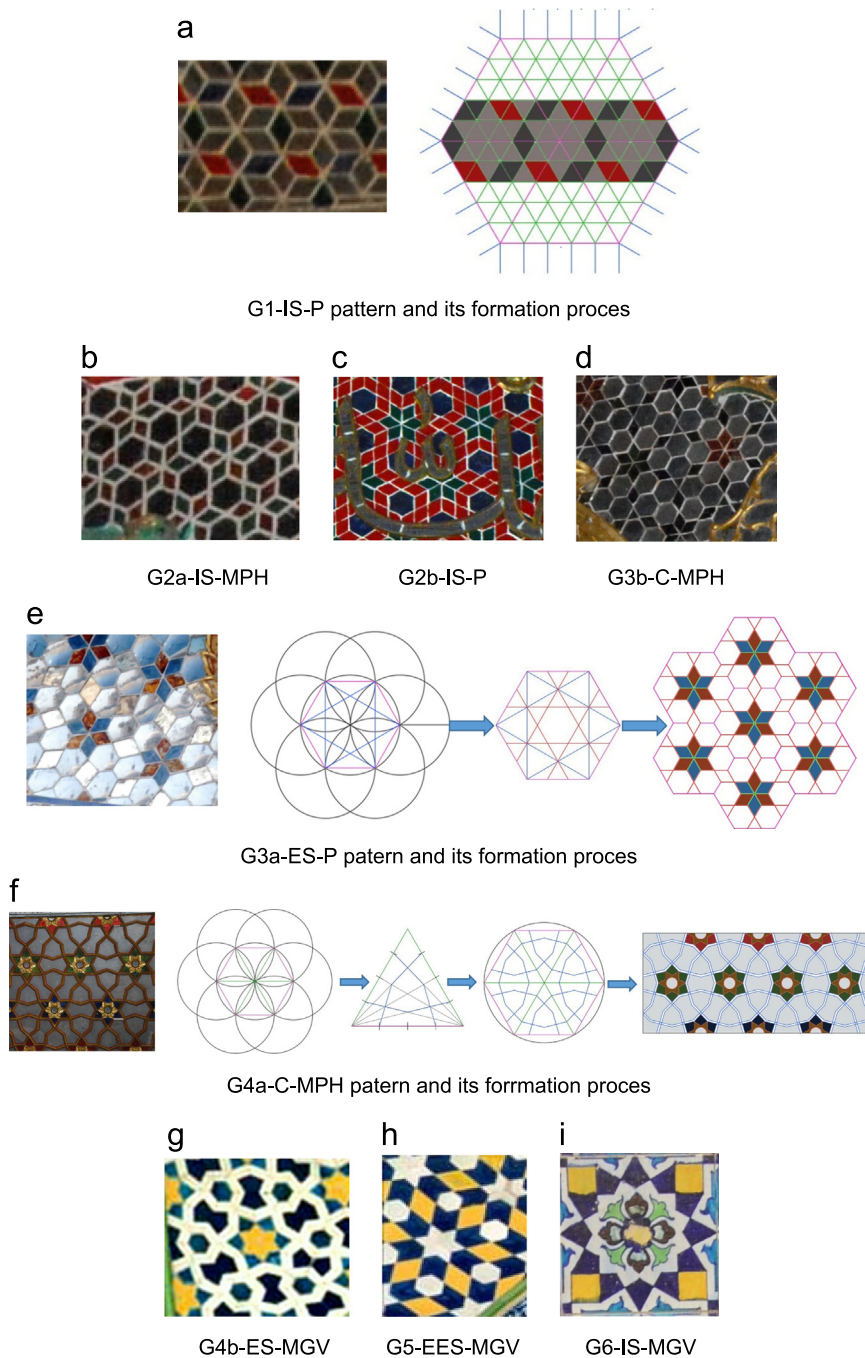 a
G1-IS-P pattern and its formation proces
b
c
d
G2a-IS-MPH
G2b-IS-P
G3b-C-MPH
e
G3a-ES-P patern and its formation proces
f
G4a-C-MPH patern and its forrmation proces
g
h
i
G4b-ES-MGV
G5-EES-MGV
G6-IS-MGV